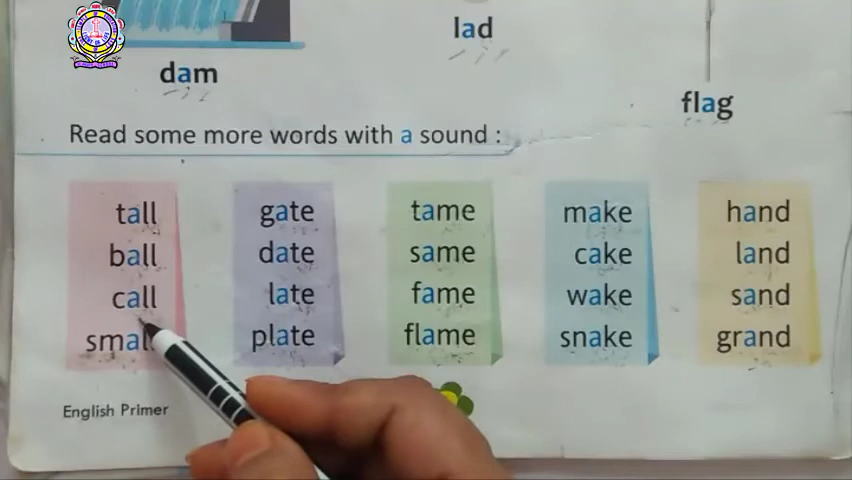 dam
lad
flag
Read some more words with a sound :
tall gate tame make hand
ball date same cake land
call late fame wake sand
small plate flame snake grand
English Primer